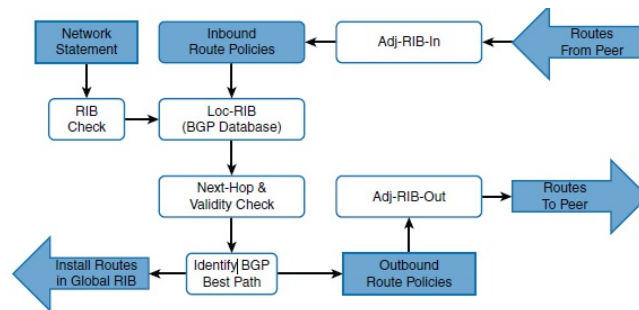 Network
Statement
Inbound
Route Policies
Adj-RIB-In
Routes
From Peer
RIB
Check
Loc-RIB
(BGP Database)
Next-Hop &
Validity Check
Adj-RIB-Out
Routes
To Peer
Install Routes
in Global RIB
Identify BGP
Best Path
Outbound
Route Policies